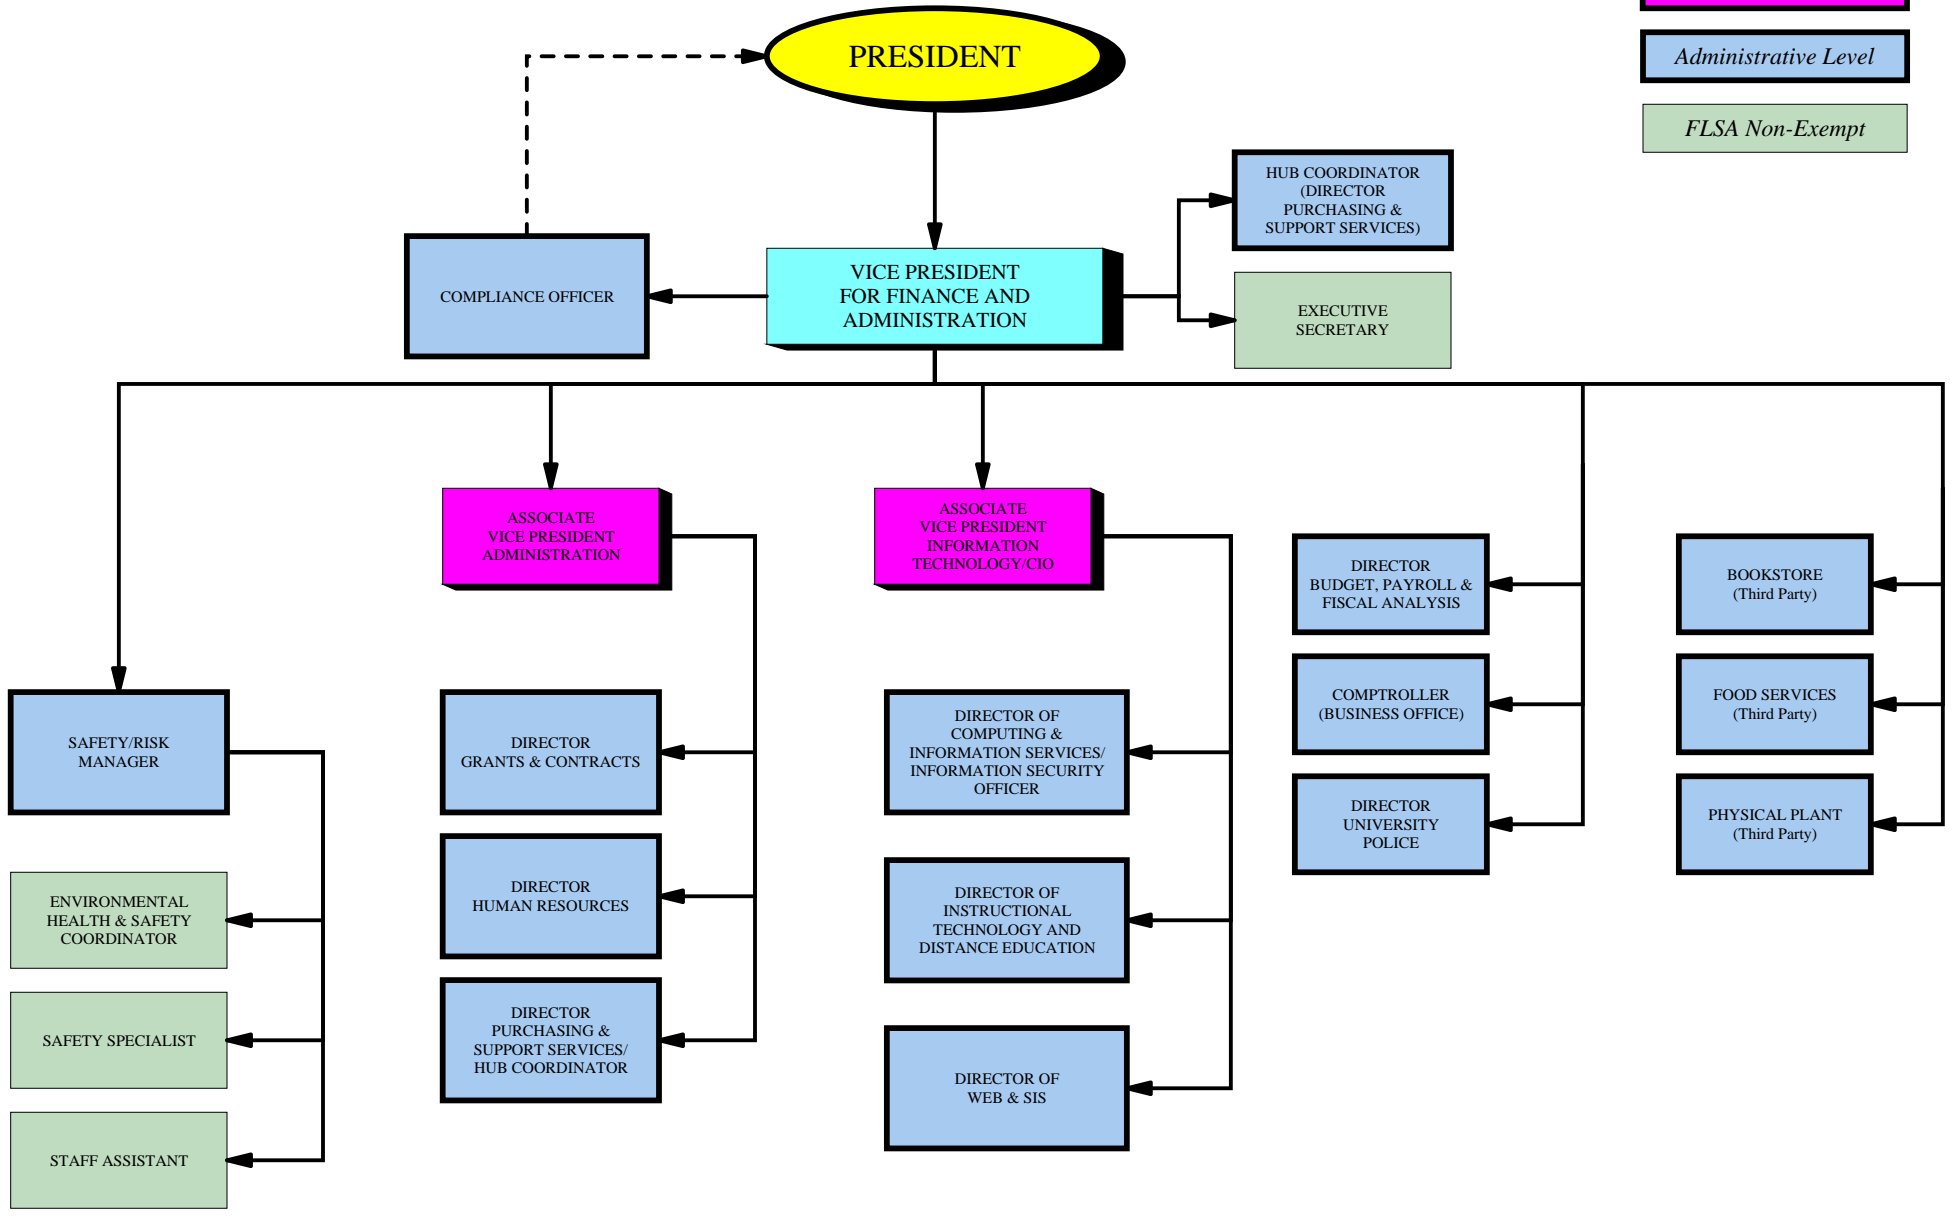 PRESIDENT
Administrative Level
FLSA Non-Exempt
HUB COORDINATOR
(DIRECTOR
PURCHASING &
SUPPORT SERVICES)
COMPLIANCE OFFICER
VICE PRESIDENT
FOR FINANCE AND
ADMINISTRATION
EXECUTIVE
SECRETARY
ASSOCIATE
VICE PRESIDENT
ADMINISTRATION
ASSOCIATE
VICE PRESIDENT
INFORMATION
TECHNOLOGY/CIO
DIRECTOR
BUDGET, PAYROLL &
FISCAL ANALYSIS
BOOKSTORE
(Third Party)
COMPTROLLER
(BUSINESS OFFICE)
FOOD SERVICES
(Third Party)
DIRECTOR
UNIVERSITY
POLICE
PHYSICAL PLANT
(Third Party)
SAFETY/RISK
MANAGER
DIRECTOR
GRANTS & CONTRACTS
DIRECTOR OF
COMPUTING &
INFORMATION SERVICES/
INFORMATION SECURITY
OFFICER
ENVIRONMENTAL
HEALTH & SAFETY
COORDINATOR
DIRECTOR
HUMAN RESOURCES
DIRECTOR OF
INSTRUCTIONAL
TECHNOLOGY AND
DISTANCE EDUCATION
SAFETY SPECIALIST
DIRECTOR
PURCHASING &
SUPPORT SERVICES/
HUB COORDINATOR
DIRECTOR OF
WEB & SIS
STAFF ASSISTANT